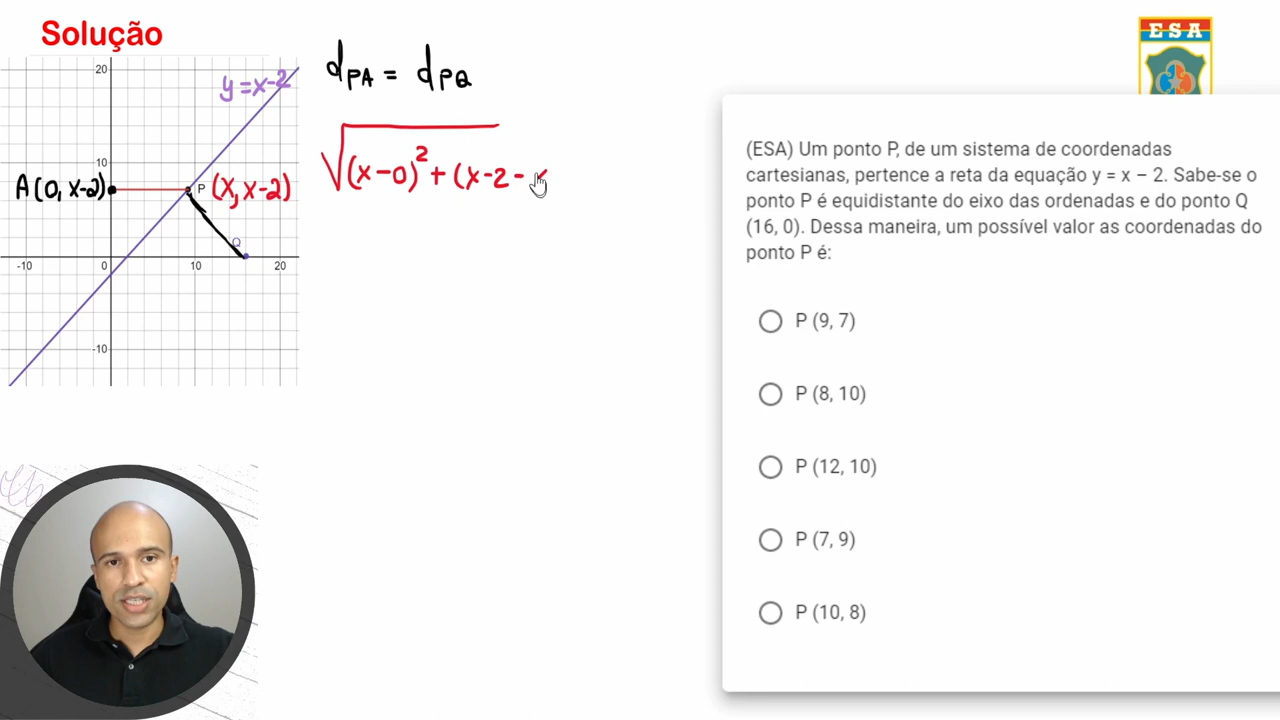 Solução
d_PA = d_PQ
√(x-0)² + (x-2-
y = x-2
A (0, x-2)
P (x, x-2)
Q
20
10
-10 0 10 20
-10
ESA
(ESA) Um ponto P, de um sistema de coordenadas
cartesianas, pertence a reta da equação y = x – 2. Sabe-se o
ponto P é equidistante do eixo das ordenadas e do ponto Q
(16, 0). Dessa maneira, um possível valor as coordenadas do
ponto P é:
P (9, 7)
P (8, 10)
P (12, 10)
P (7, 9)
P (10, 8)